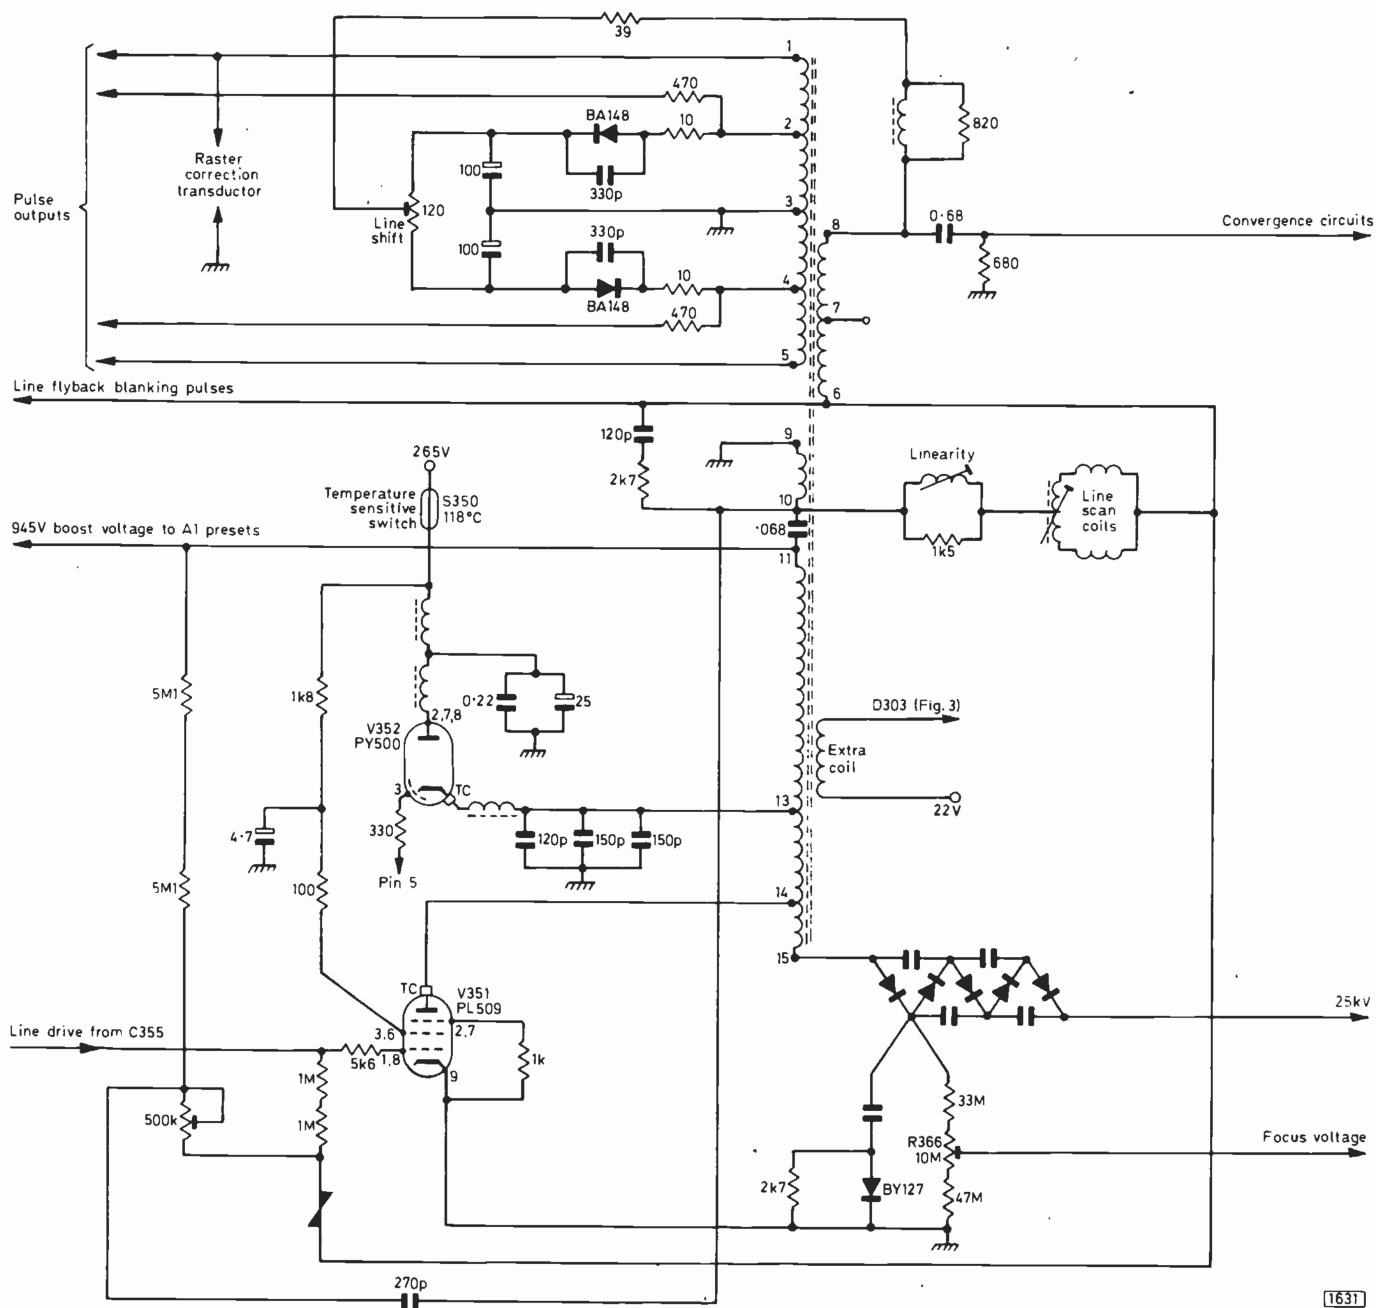 39
1
470
BA148
10
2
820
Raster
correction
transductor
100
330p
Pulse
outputs
3
120
Line
shift
330p
8
0·68
Convergence circuits
100
680
10
4
BA148
7
470
5
Line flyback blanking pulses
6
120p
9
265V
Linearity
Temperature
sensitive
switch
S350
118°C
2k7
10
Line
scan
coils
945V boost voltage to A1 presets
·068
1k5
11
5M1
1k8
0·22
25
2,7,8
V352
PY500
D303 (Fig. 3)
Extra
coil
TC
3
13
22V
4·7
330
120p
150p
150p
5M1
100
Pin 5
14
15
TC
V351
PL509
25kV
Line drive from C355
3,6
2,7
5k6
1,8
1k
9
1M
500k
1M
33M
R366
10M
Focus voltage
2k7
BY127
47M
270p
1631